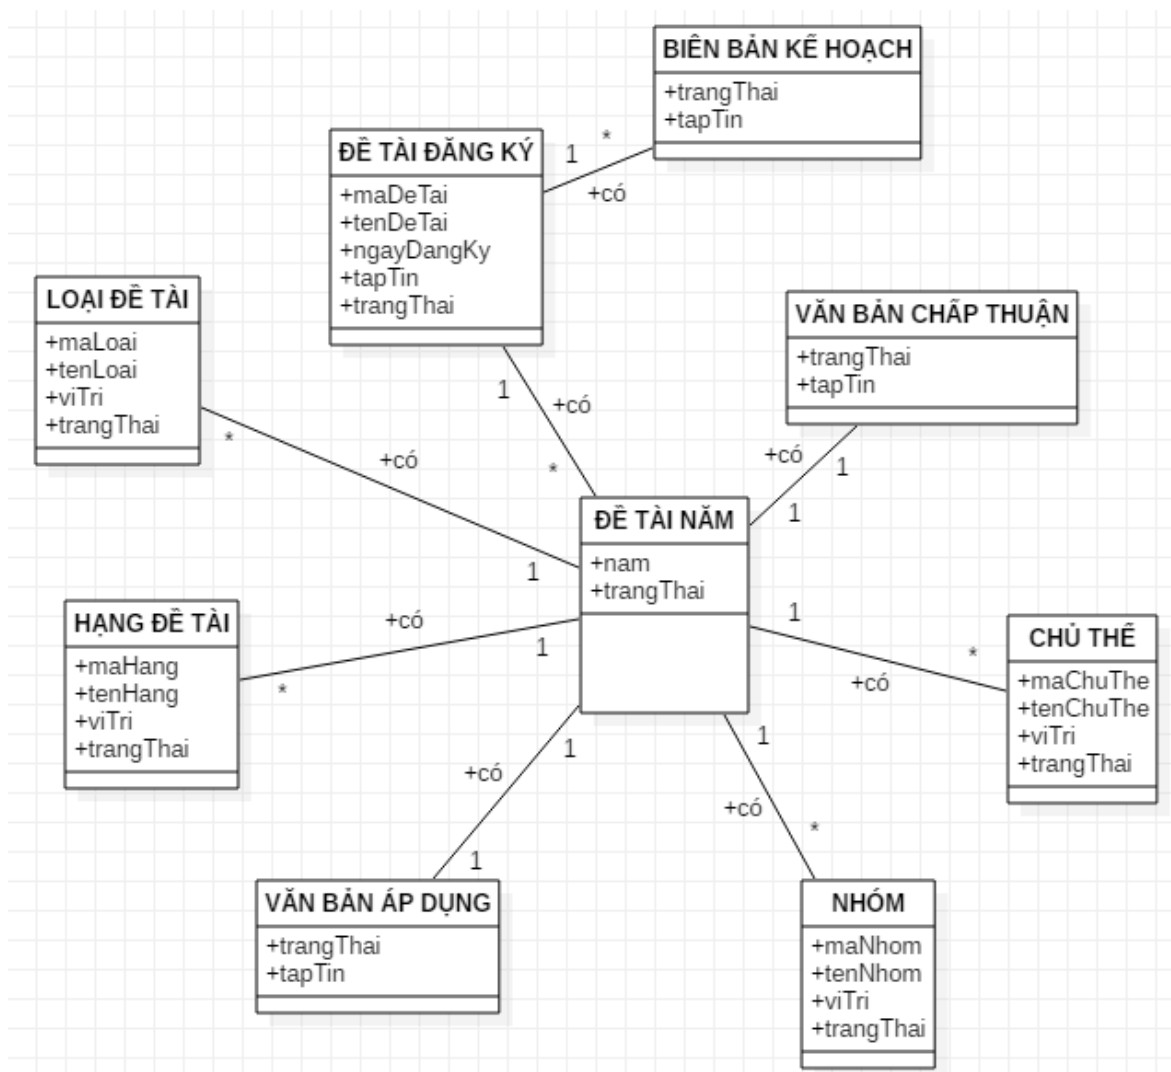 BIÊN BẢN KẾ HOẠCH
+trangThai
+tapTin
*
1
+có
ĐỀ TÀI ĐĂNG KÝ
+maDeTai
+tenDeTai
+ngayDangKy
+tapTin
+trangThai
LOẠI ĐỀ TÀI
+maLoai
+tenLoai
+viTri
+trangThai
VĂN BẢN CHẤP THUẬN
+trangThai
+tapTin
1
+có
*
*
+có
1
+có
1
1
ĐỀ TÀI NĂM
+nam
+trangThai
HẠNG ĐỀ TÀI
+maHang
+tenHang
+viTri
+trangThai
+có
1
*
1
*
+có
CHỦ THỂ
+maChuThe
+tenChuThe
+viTri
+trangThai
1
+có
1
1
+có
*
VĂN BẢN ÁP DỤNG
+trangThai
+tapTin
NHÓM
+maNhom
+tenNhom
+viTri
+trangThai